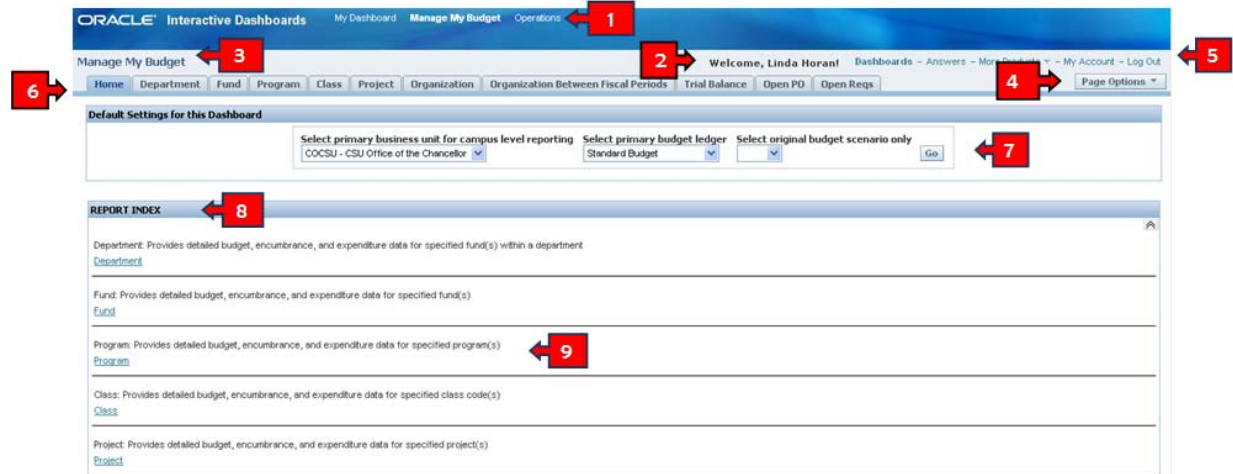 ORACLE Interactive Dashboards My Dashboard Manage My Budget Operations 1
Manage My Budget 3 2 Welcome, Linda Horan! Dashboards - Answers - More Products - My Account - Log Out 5
6 Home Department Fund Program Class Project Organization Organization Between Fiscal Periods Trial Balance Open PO Open Reqs 4 Page Options
Default Settings for this Dashboard
Select primary business unit for campus level reporting Select primary budget ledger Select original budget scenario only
COCSU - CSU Office of the Chancellor Standard Budget Go 7
REPORT INDEX 8
Department: Provides detailed budget, encumbrance, and expenditure data for specified fund(s) within a department
Department
Fund: Provides detailed budget, encumbrance, and expenditure data for specified fund(s)
Fund
Program: Provides detailed budget, encumbrance, and expenditure data for specified program(s) 9
Program
Class: Provides detailed budget, encumbrance, and expenditure data for specified class code(s)
Class
Project: Provides detailed budget, encumbrance, and expenditure data for specified project(s)
Project